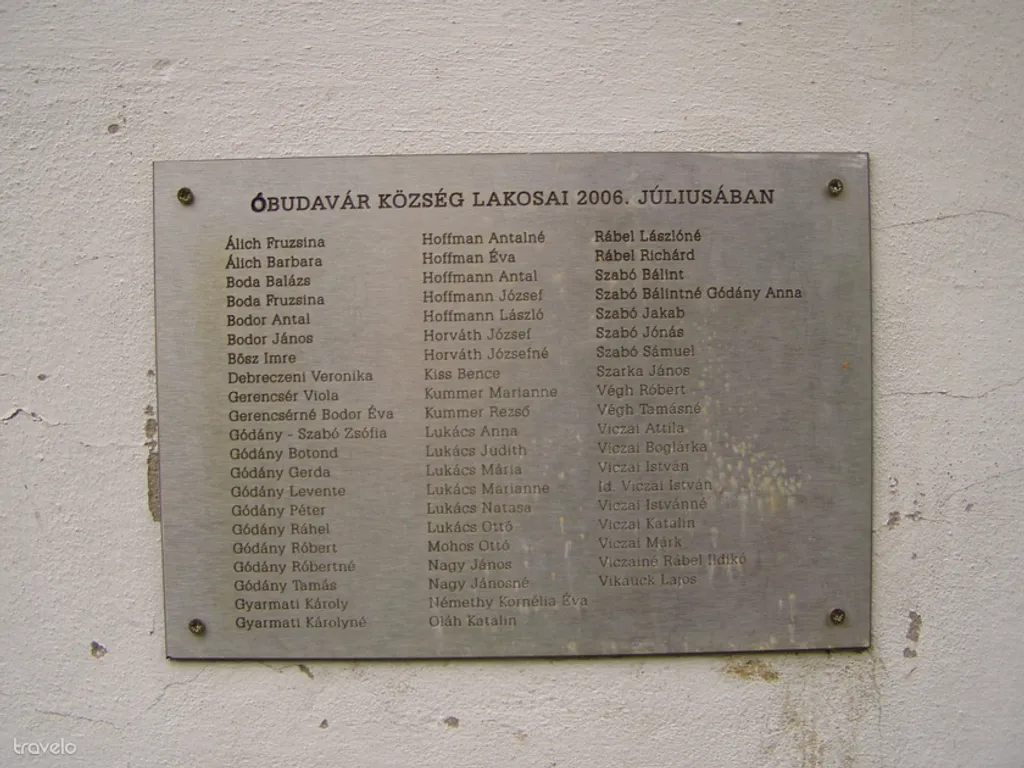 ÓBUDAVÁR KÖZSÉG LAKOSAI 2006. JÚLIUSÁBAN
Álich Fruzsina
Álich Barbara
Boda Balázs
Boda Fruzsina
Bodor Antal
Bodor János
Bősz Imre
Debreczeni Veronika
Gerencsér Viola
Gerencsérné Bodor Éva
Gódány - Szabó Zsófia
Gódány Botond
Gódány Gerda
Gódány Levente
Gódány Péter
Gódány Ráhel
Gódány Róbert
Gódány Róbertné
Gódány Tamás
Gyarmati Károly
Gyarmati Károlyné
Hoffman Antalné
Hoffman Éva
Hoffmann Antal
Hoffmann József
Hoffmann László
Horváth József
Horváth Józsefné
Kiss Bence
Kummer Marianne
Kummer Rezső
Lukács Anna
Lukács Judith
Lukács Mária
Lukács Marianne
Lukács Natasa
Lukács Ottó
Mohos Ottó
Nagy János
Nagy Jánosné
Némethy Kornélia Éva
Oláh Katalin
Rábel Lászlóné
Rábel Richárd
Szabó Bálint
Szabó Bálintné Gódány Anna
Szabó Jakab
Szabó Jónás
Szabó Sámuel
Szarka János
Végh Róbert
Végh Tamásné
Viczai Attila
Viczai Boglárka
Viczai István
Id. Viczai István
Viczai Istvánné
Viczai Katalin
Viczai Márk
Viczainé Rábel Ildikó
Vikauck Lajos
travelo